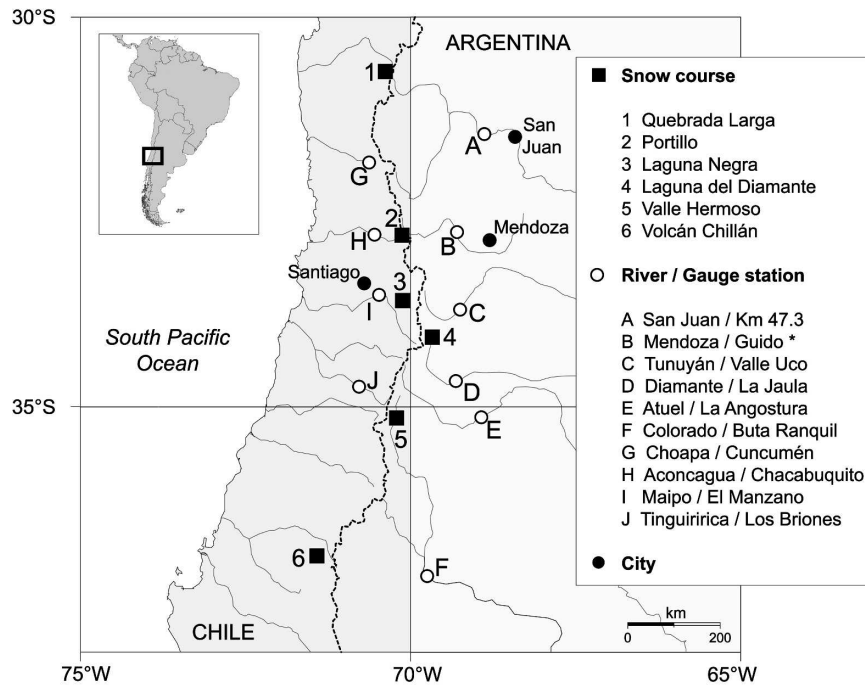 30°S
ARGENTINA
1
A
San
Juan
G
2
H
B
Mendoza
Santiago
3
I
C
South Pacific
Ocean
4
J
D
35°S
5
E
6
F
CHILE
75°W
70°W
65°W
Snow course
1 Quebrada Larga
2 Portillo
3 Laguna Negra
4 Laguna del Diamante
5 Valle Hermoso
6 Volcán Chillán
River / Gauge station
A San Juan / Km 47.3
B Mendoza / Guido *
C Tunuyán / Valle Uco
D Diamante / La Jaula
E Atuel / La Angostura
F Colorado / Buta Ranquil
G Choapa / Cuncumén
H Aconcagua / Chacabuquito
I Maipo / El Manzano
J Tinguiririca / Los Briones
City
km
0 200